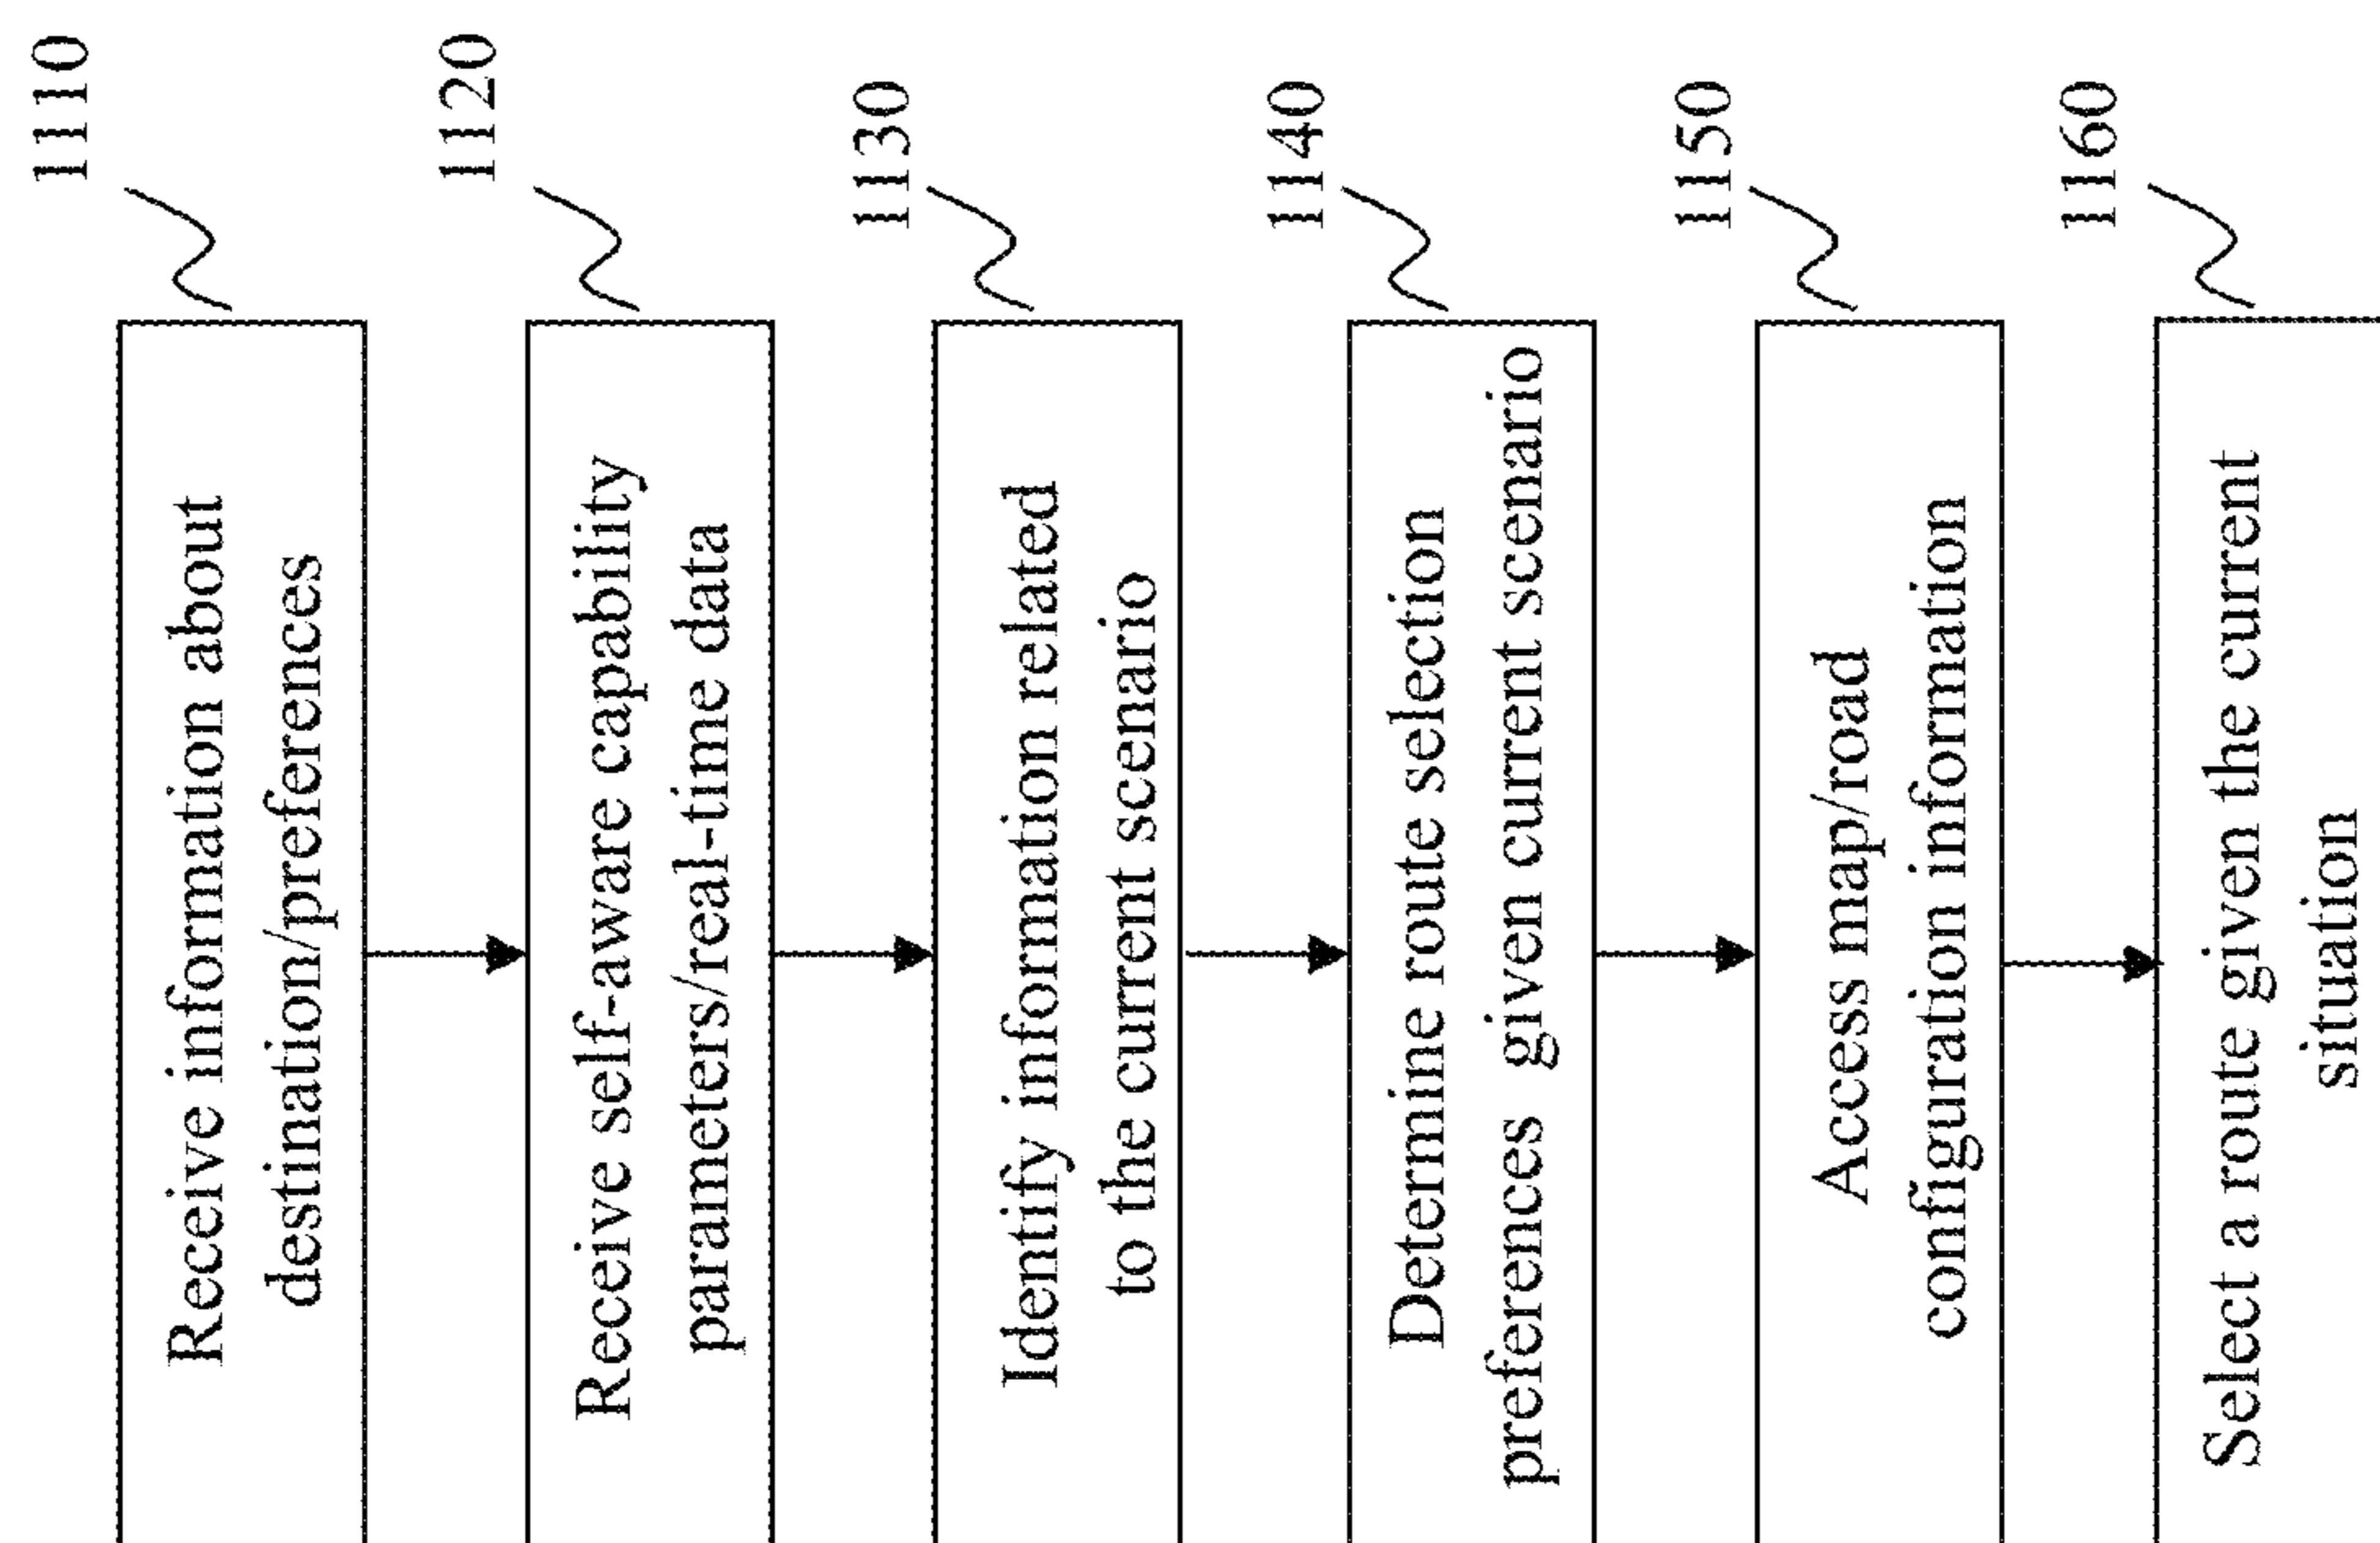 1110
Receive information about
destination/preferences
1120
Receive self-aware capability
parameters/real-time data
1130
Identify information related
to the current scenario
1140
Determine route selection
preferences given current scenario
1150
Access map/road
configuration information
1160
Select a route given the current
situation